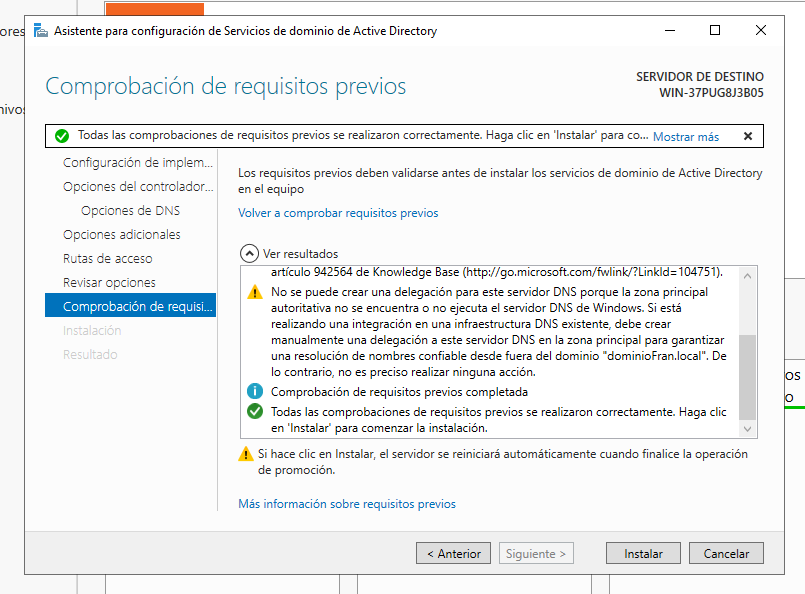 Asistente para configuración de Servicios de dominio de Active Directory
Comprobación de requisitos previos
SERVIDOR DE DESTINO
WIN-37PUG8J3B05
Todas las comprobaciones de requisitos previos se realizaron correctamente. Haga clic en 'Instalar' para co... Mostrar más
ores
hivos
Configuración de implem...
Opciones del controlador...
Opciones de DNS
Opciones adicionales
Rutas de acceso
Revisar opciones
Comprobación de requisi...
Instalación
Resultado
Los requisitos previos deben validarse antes de instalar los servicios de dominio de Active Directory
en el equipo
Volver a comprobar requisitos previos
Ver resultados
artículo 942564 de Knowledge Base (http://go.microsoft.com/fwlink/?LinkId=104751).
No se puede crear una delegación para este servidor DNS porque la zona principal
autoritativa no se encuentra o no ejecuta el servidor DNS de Windows. Si está
realizando una integración en una infraestructura DNS existente, debe crear
manualmente una delegación a este servidor DNS en la zona principal para garantizar
una resolución de nombres confiable desde fuera del dominio "dominioFran.local". De
lo contrario, no es preciso realizar ninguna acción.
Comprobación de requisitos previos completada
Todas las comprobaciones de requisitos previos se realizaron correctamente. Haga clic
en 'Instalar' para comenzar la instalación.
os
o
Si hace clic en Instalar, el servidor se reiniciará automáticamente cuando finalice la operación
de promoción.
Más información sobre requisitos previos
< Anterior
Siguiente >
Instalar
Cancelar